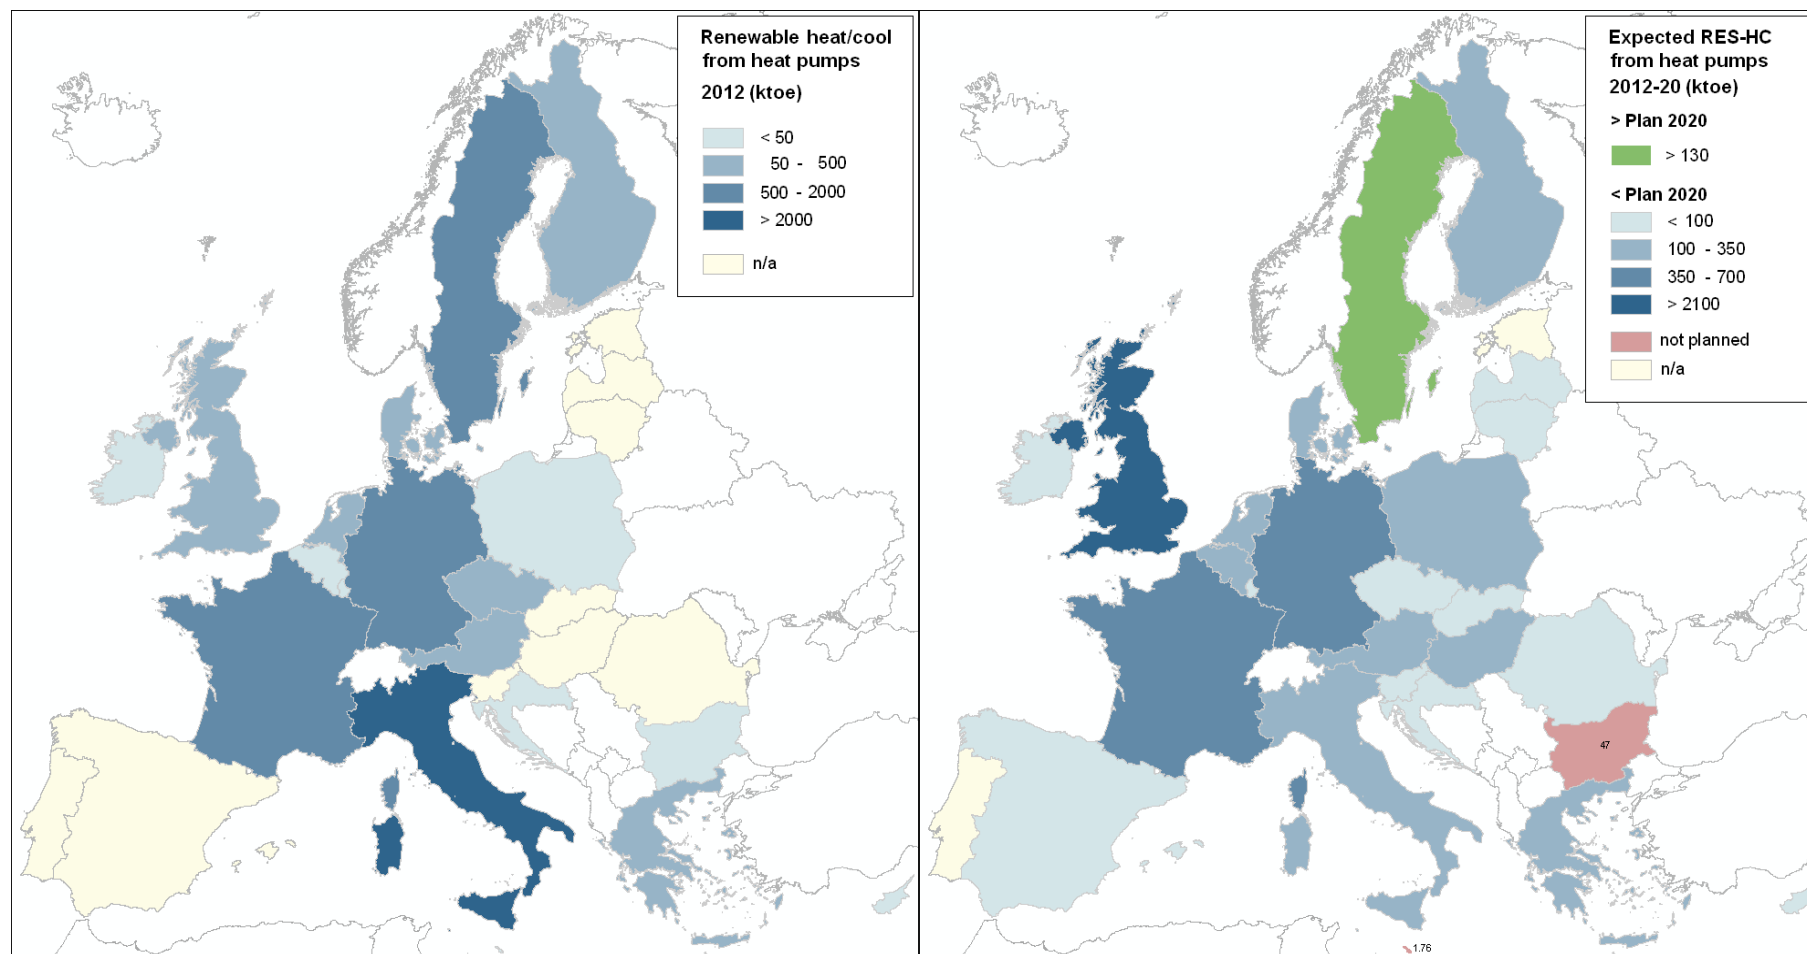 Renewable heat/cool
from heat pumps
2012 (ktoe)
< 50
50 - 500
500 - 2000
> 2000
n/a
Expected RES-HC
from heat pumps
2012-20 (ktoe)
> Plan 2020
> 130
< Plan 2020
< 100
100 - 350
350 - 700
> 2100
not planned
n/a
47
1.76